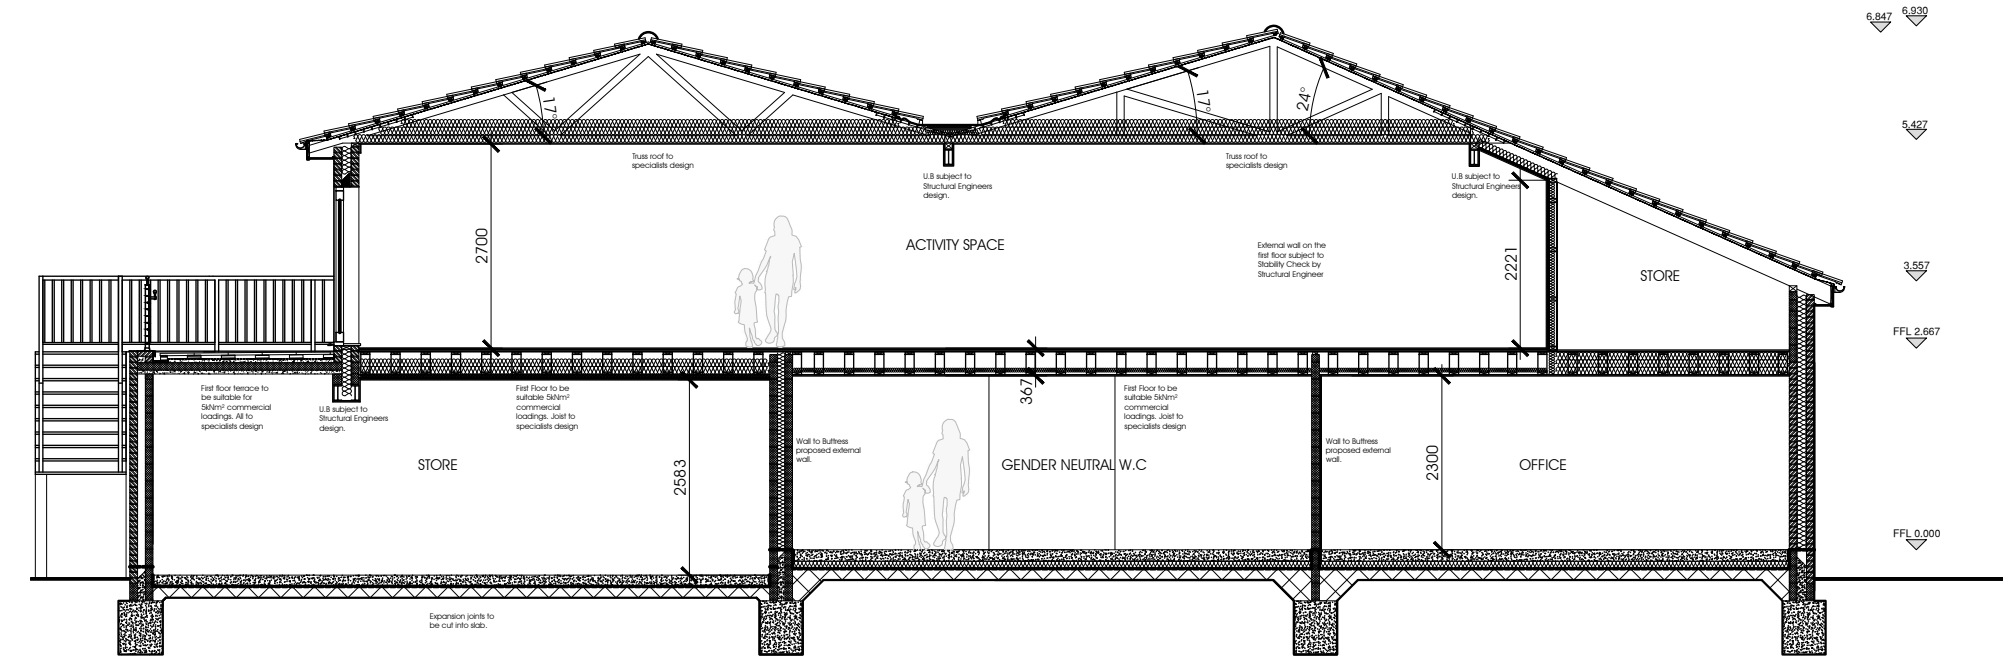 6.847
6.930
17°
17°
24°
5.427
Truss roof to
specialists design
Truss roof to
specialists design
U.B subject to
Structural Engineers
design.
U.B subject to
Structural Engineers
design.
2700
ACTIVITY SPACE
External wall on the
first floor subject to
Stability Check by
Structural Engineer
2221
STORE
3.557
FFL 2.667
367
First floor terrace to
be suitable for
5kNm² commercial
loadings. All to
specialists design
U.B subject to
Structural Engineers
design.
First Floor to be
suitable 5kNm²
commercial
loadings. Joist to
specialists design
First Floor to be
suitable 5kNm²
commercial
loadings. Joist to
specialists design
Wall to Buttress
proposed external
wall.
Wall to Buttress
proposed external
wall.
STORE
2583
GENDER NEUTRAL W.C
2300
OFFICE
FFL 0.000
Expansion joints to
be cut into slab.